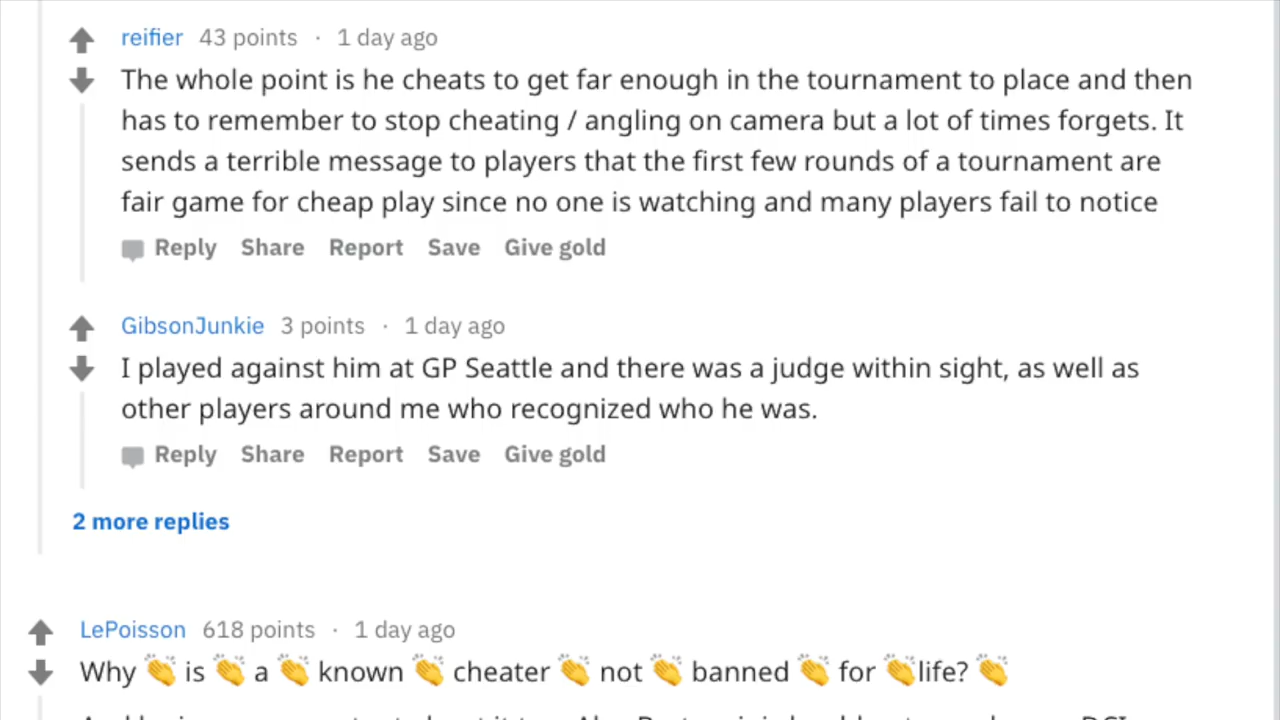 reifier 43 points · 1 day ago
The whole point is he cheats to get far enough in the tournament to place and then
has to remember to stop cheating / angling on camera but a lot of times forgets. It
sends a terrible message to players that the first few rounds of a tournament are
fair game for cheap play since no one is watching and many players fail to notice
Reply Share Report Save Give gold
GibsonJunkie 3 points · 1 day ago
I played against him at GP Seattle and there was a judge within sight, as well as
other players around me who recognized who he was.
Reply Share Report Save Give gold
2 more replies
LePoisson 618 points · 1 day ago
Why 👏 is 👏 a 👏 known 👏 cheater 👏 not 👏 banned 👏 for 👏life? 👏